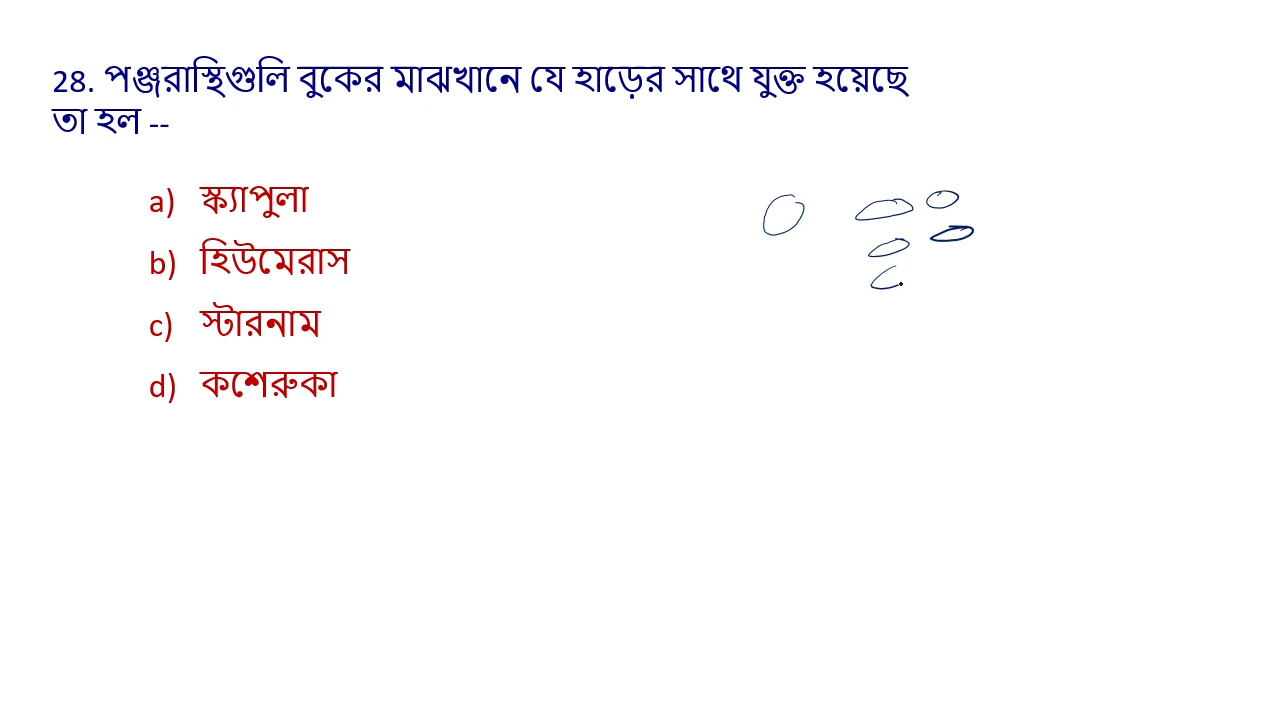 28. পঞ্জরাস্থিগুলি বুকের মাঝখানে যে হাড়ের সাথে যুক্ত হয়েছে
তা হল --
a) স্ক্যাপুলা
b) হিউমেরাস
c) স্টারনাম
d) কশেরুকা